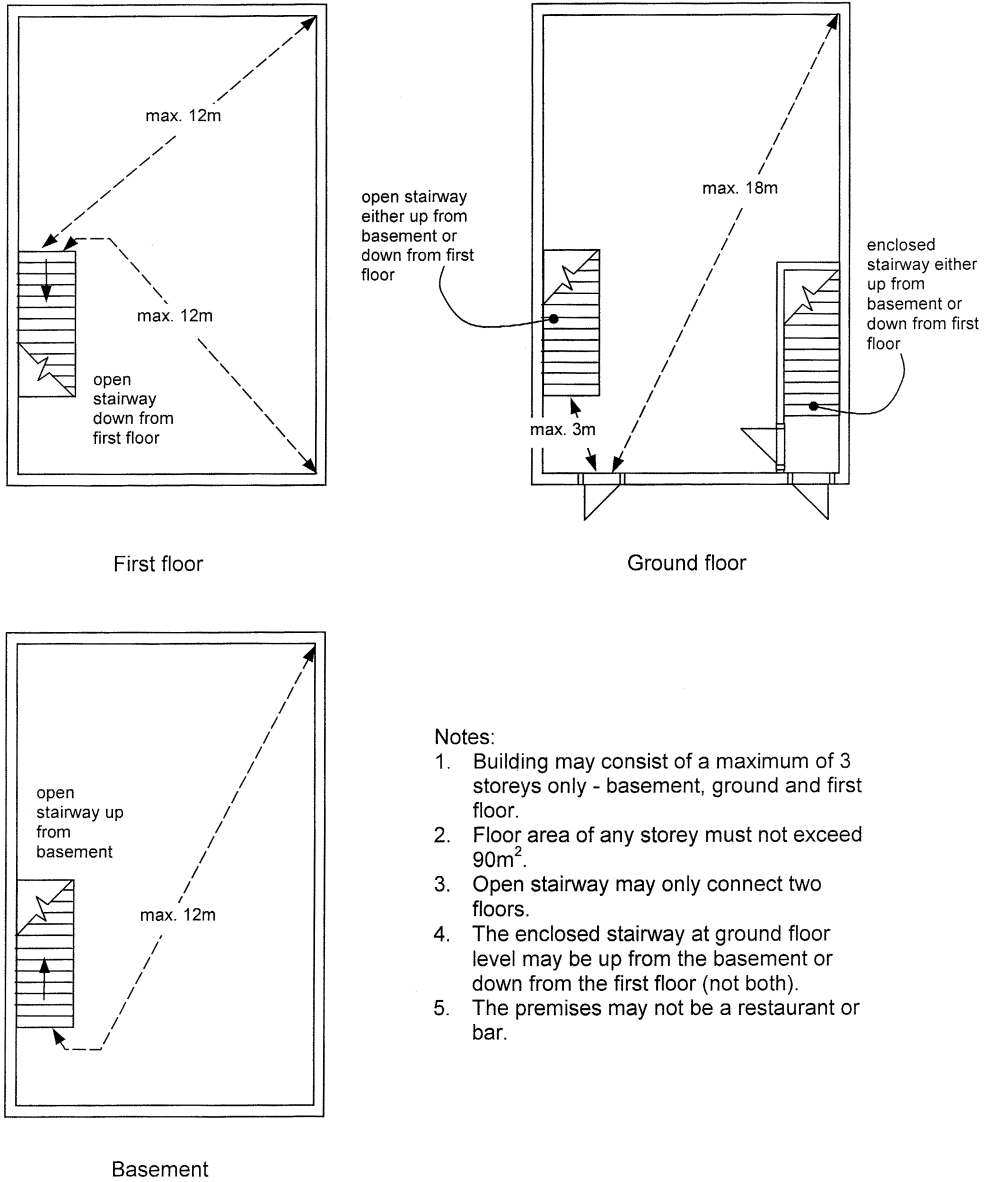 max. 12m
max. 12m
open
stairway
down from
first floor
First floor
open stairway
either up from
basement or
down from first
floor
max. 18m
enclosed
stairway either
up from
basement or
down from first
floor
max. 3m
Ground floor
open
stairway up
from
basement
max. 12m
Basement
Notes:
1. Building may consist of a maximum of 3
storeys only - basement, ground and first
floor.
2. Floor area of any storey must not exceed
90m².
3. Open stairway may only connect two
floors.
4. The enclosed stairway at ground floor
level may be up from the basement or
down from the first floor (not both).
5. The premises may not be a restaurant or
bar.